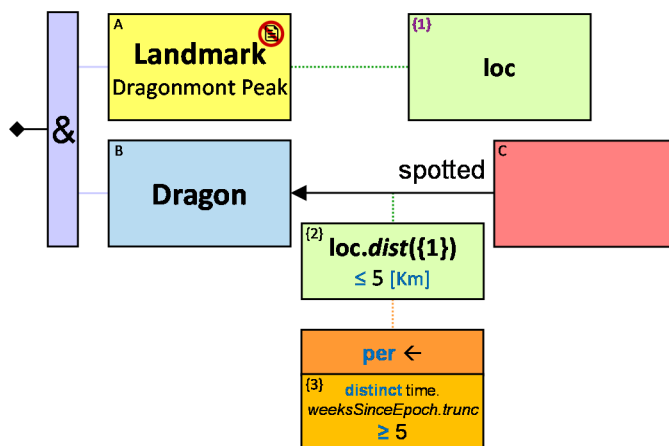 A
Landmark
Dragonmont Peak
{1}
loc
&
B
Dragon
spotted
C
{2}
loc.dist({1})
≤ 5 [Km]
per ←
{3}
distinct time.
weeksSinceEpoch.trunc
≥ 5